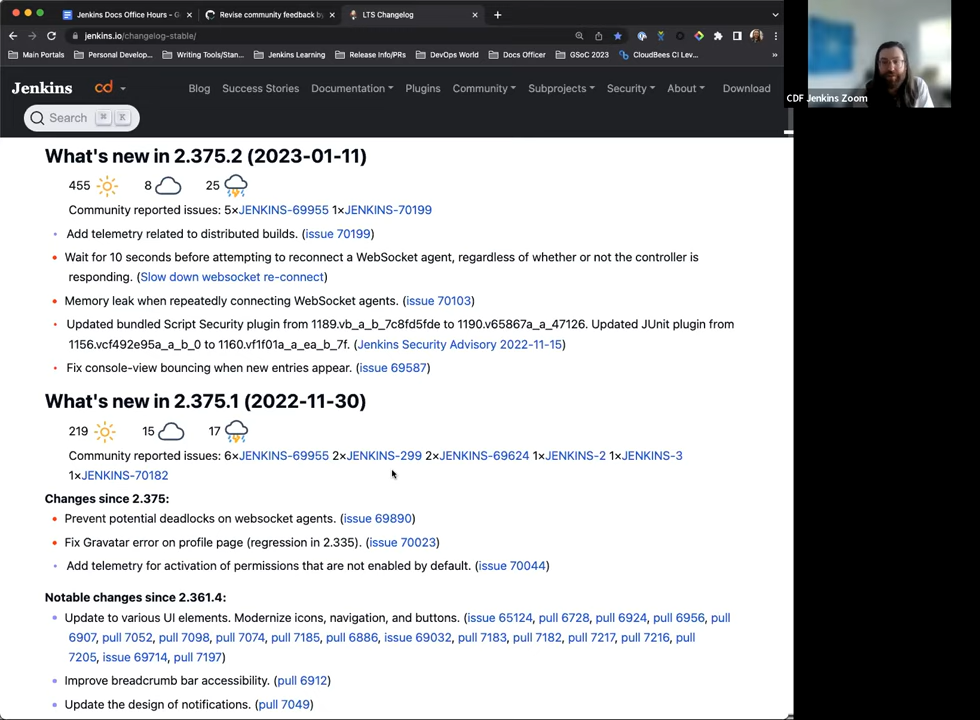 Jenkins Docs Office Hours - G
Revise community feedback by
LTS Changelog
jenkins.io/changelog-stable/
Main Portals
Personal Develop...
Writing Tools/Stan...
Jenkins Learning
Release Info/PRs
DevOps World
Docs Officer
GSoC 2023
CloudBees CI Lev...
»
Jenkins
cd
Blog
Success Stories
Documentation
Plugins
Community
Subprojects
Security
About
Download
Search ⌘ K
CDF Jenkins Zoom
What's new in 2.375.2 (2023-01-11)
455 8 25
Community reported issues: 5×JENKINS-69955 1×JENKINS-70199
Add telemetry related to distributed builds. (issue 70199)
Wait for 10 seconds before attempting to reconnect a WebSocket agent, regardless of whether or not the controller is
responding. (Slow down websocket re-connect)
Memory leak when repeatedly connecting WebSocket agents. (issue 70103)
Updated bundled Script Security plugin from 1189.vb_a_b_7c8fd5fde to 1190.v65867a_a_47126. Updated JUnit plugin from
1156.vcf492e95a_a_b_0 to 1160.vf1f01a_a_ea_b_7f. (Jenkins Security Advisory 2022-11-15)
Fix console-view bouncing when new entries appear. (issue 69587)
What's new in 2.375.1 (2022-11-30)
219 15 17
Community reported issues: 6×JENKINS-69955 2×JENKINS-299 2×JENKINS-69624 1×JENKINS-2 1×JENKINS-3
1×JENKINS-70182
Changes since 2.375:
Prevent potential deadlocks on websocket agents. (issue 69890)
Fix Gravatar error on profile page (regression in 2.335). (issue 70023)
Add telemetry for activation of permissions that are not enabled by default. (issue 70044)
Notable changes since 2.361.4:
Update to various UI elements. Modernize icons, navigation, and buttons. (issue 65124, pull 6728, pull 6924, pull 6956, pull
6907, pull 7052, pull 7098, pull 7074, pull 7185, pull 6886, issue 69032, pull 7183, pull 7182, pull 7217, pull 7216, pull
7205, issue 69714, pull 7197)
Improve breadcrumb bar accessibility. (pull 6912)
Update the design of notifications. (pull 7049)